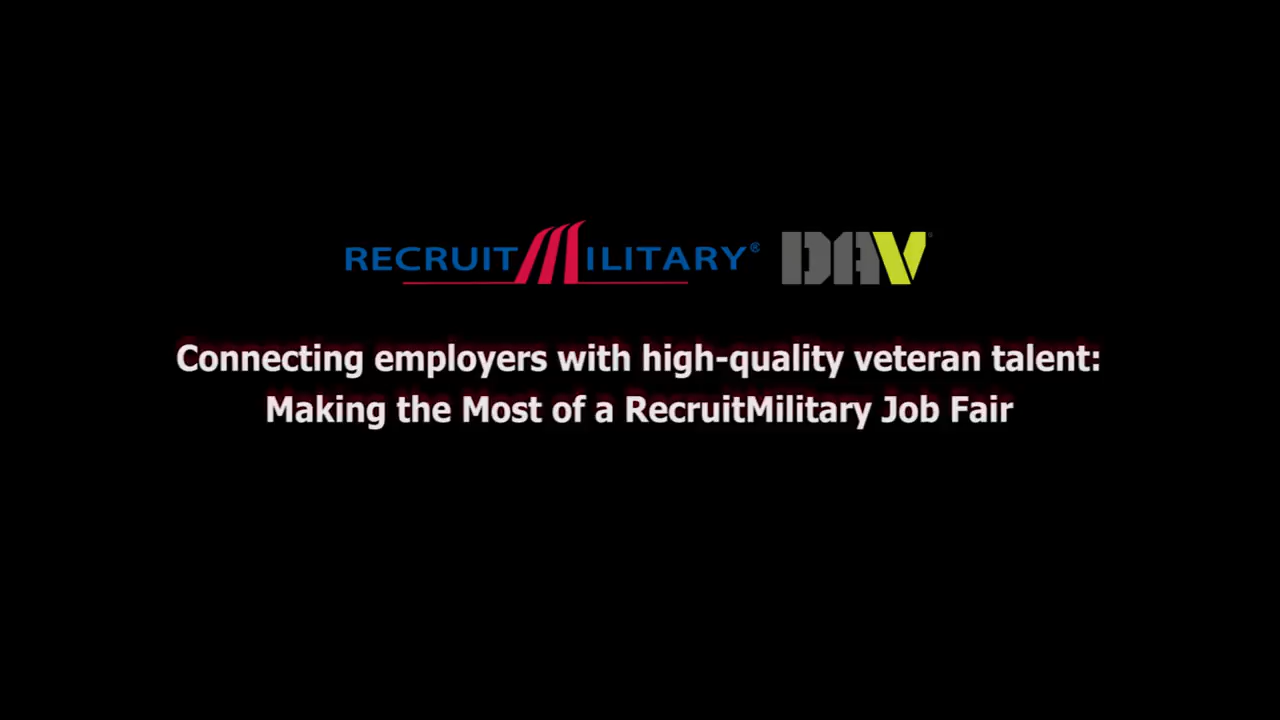 RECRUITMILITARY® DAV®
Connecting employers with high-quality veteran talent:
Making the Most of a RecruitMilitary Job Fair